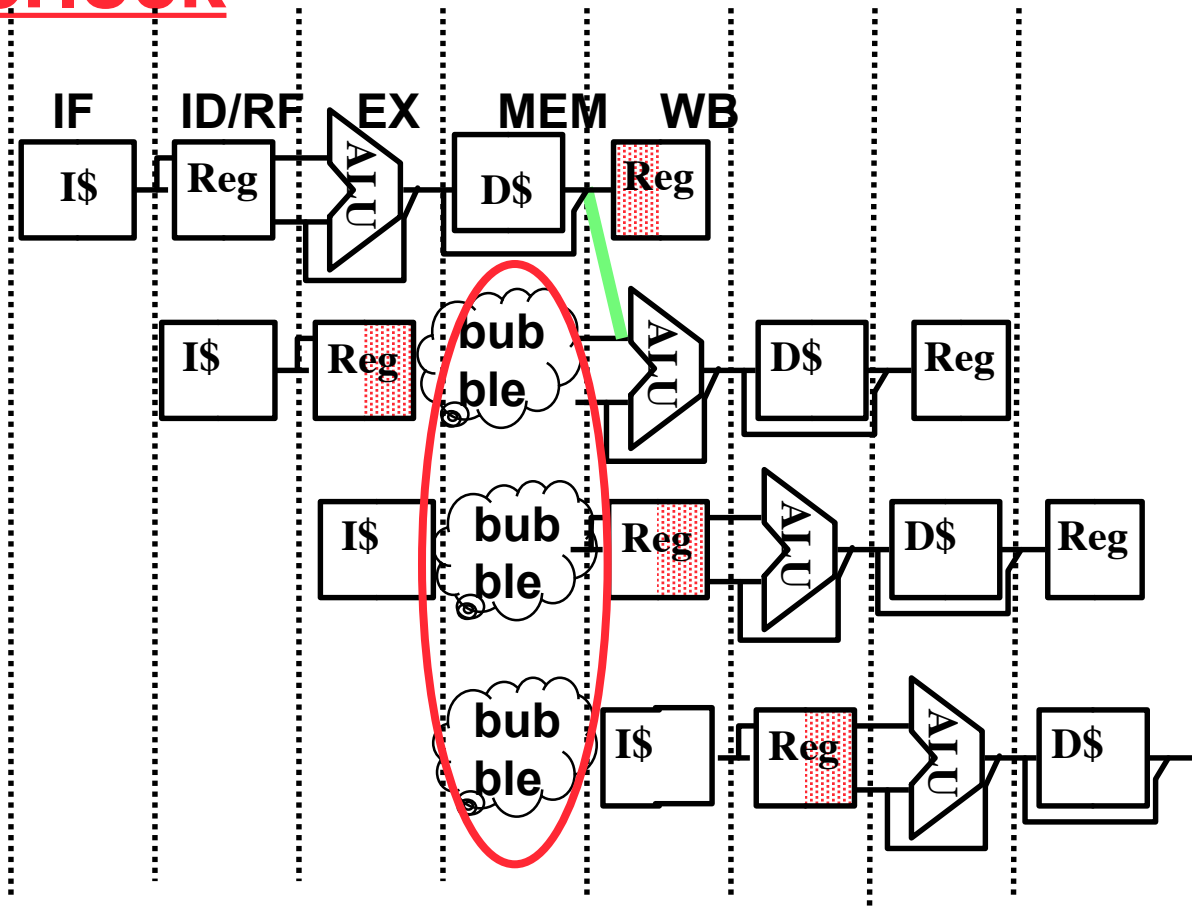 IF ID/RF EX MEM WB
I$ Reg ALU D$ Reg
I$ Reg bub ALU D$ Reg
ble
I$ bub Reg ALU D$ Reg
ble
bub I$ Reg ALU D$
ble